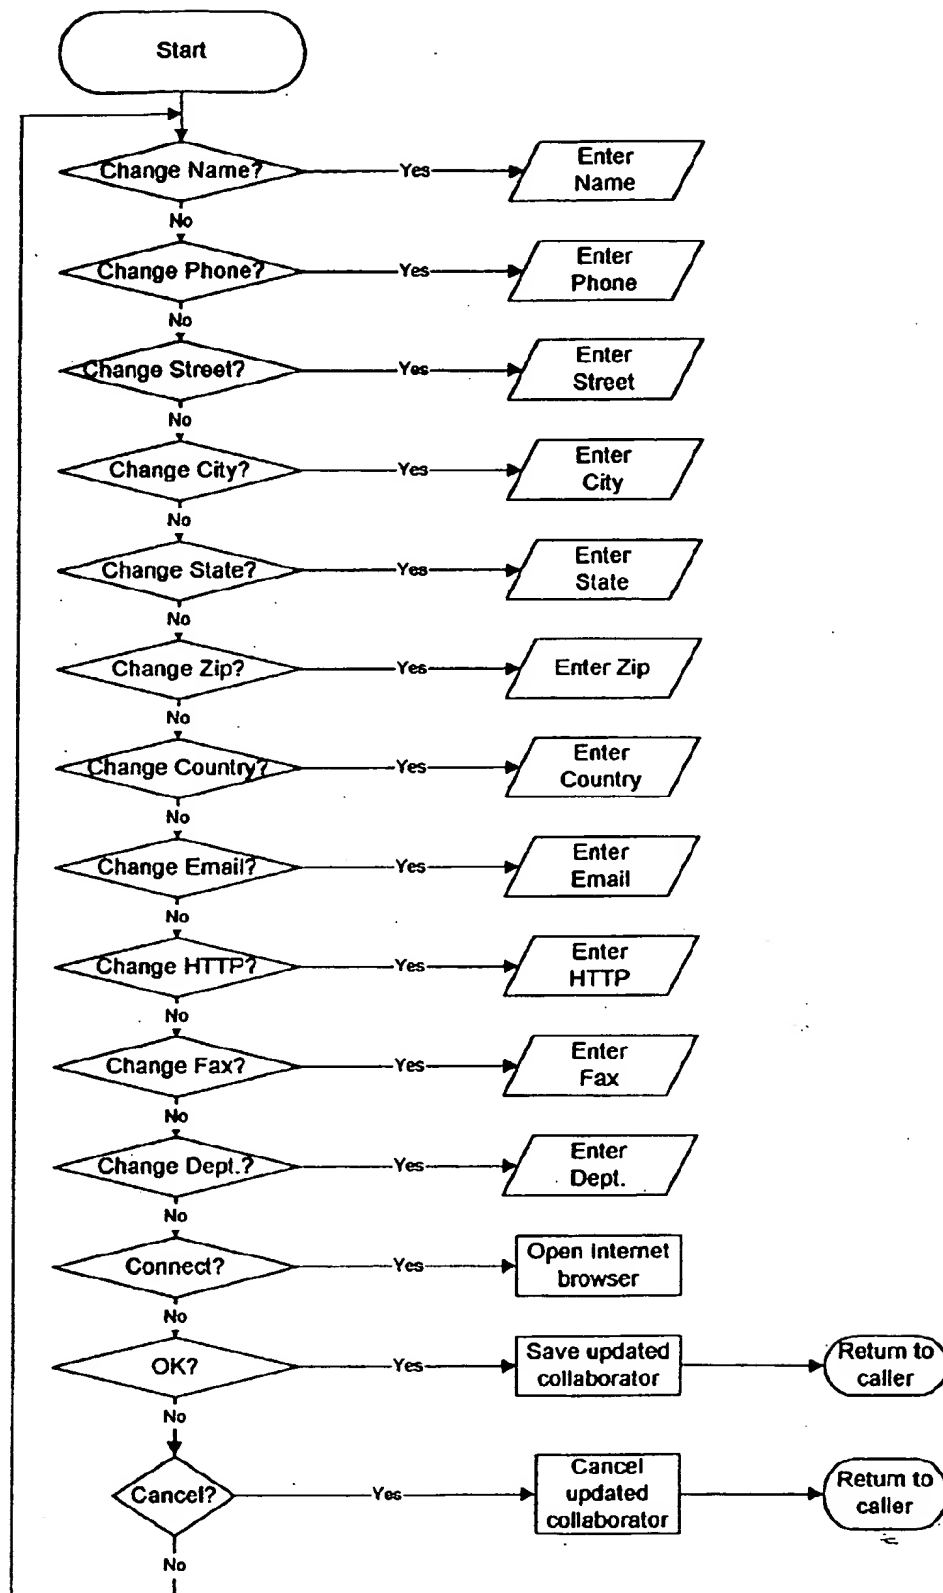 Start
Change Name?
Yes
Enter
Name
No
Change Phone?
Yes
Enter
Phone
No
Change Street?
Yes
Enter
Street
No
Change City?
Yes
Enter
City
No
Change State?
Yes
Enter
State
No
Change Zip?
Yes
Enter Zip
No
Change Country?
Yes
Enter
Country
No
Change Email?
Yes
Enter
Email
No
Change HTTP?
Yes
Enter
HTTP
No
Change Fax?
Yes
Enter
Fax
No
Change Dept.?
Yes
Enter
Dept.
No
Connect?
Yes
Open Internet
browser
No
OK?
Yes
Save updated
collaborator
Return to
caller
No
Cancel?
Yes
Cancel
updated
collaborator
Return to
caller
No